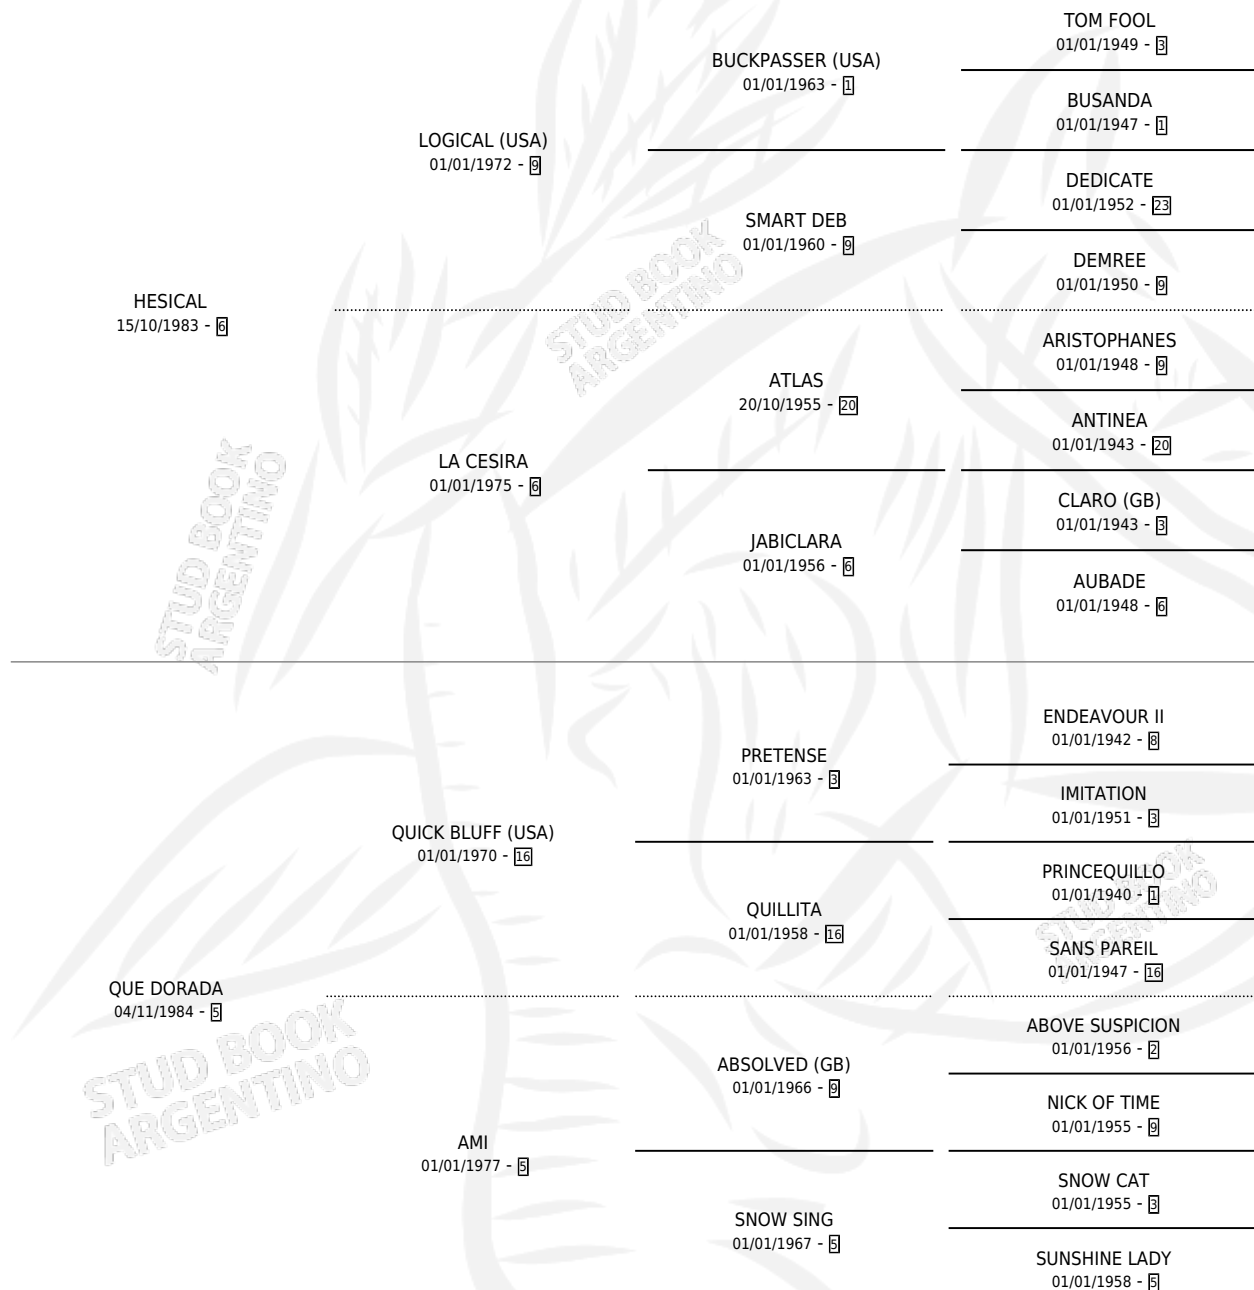 TOM FOOL
01/01/1949 - 3
BUCKPASSER (USA)
01/01/1963 - 1
BUSANDA
01/01/1947 - 1
LOGICAL (USA)
01/01/1972 - 9
DEDICATE
01/01/1952 - 23
SMART DEB
01/01/1960 - 9
DEMREE
01/01/1950 - 9
HESICAL
15/10/1983 - 6
ARISTOPHANES
01/01/1948 - 9
ATLAS
20/10/1955 - 20
ANTINEA
01/01/1943 - 20
LA CESIRA
01/01/1975 - 6
CLARO (GB)
01/01/1943 - 3
JABICLARA
01/01/1956 - 6
AUBADE
01/01/1948 - 6
STUD BOOK
ARGENTINO
STUD BOOK
ARGENTINO
ENDEAVOUR II
01/01/1942 - 8
PRETENSE
01/01/1963 - 3
IMITATION
01/01/1951 - 3
QUICK BLUFF (USA)
01/01/1970 - 16
PRINCEQUILLO
01/01/1940 - 1
QUILLITA
01/01/1958 - 16
SANS PAREIL
01/01/1947 - 16
STUD BOOK
ARGENTINO
QUE DORADA
04/11/1984 - 5
ABOVE SUSPICION
01/01/1956 - 2
ABSOLVED (GB)
01/01/1966 - 9
NICK OF TIME
01/01/1955 - 9
AMI
01/01/1977 - 5
SNOW CAT
01/01/1955 - 3
SNOW SING
01/01/1967 - 5
SUNSHINE LADY
01/01/1958 - 5
STUD BOOK
ARGENTINO